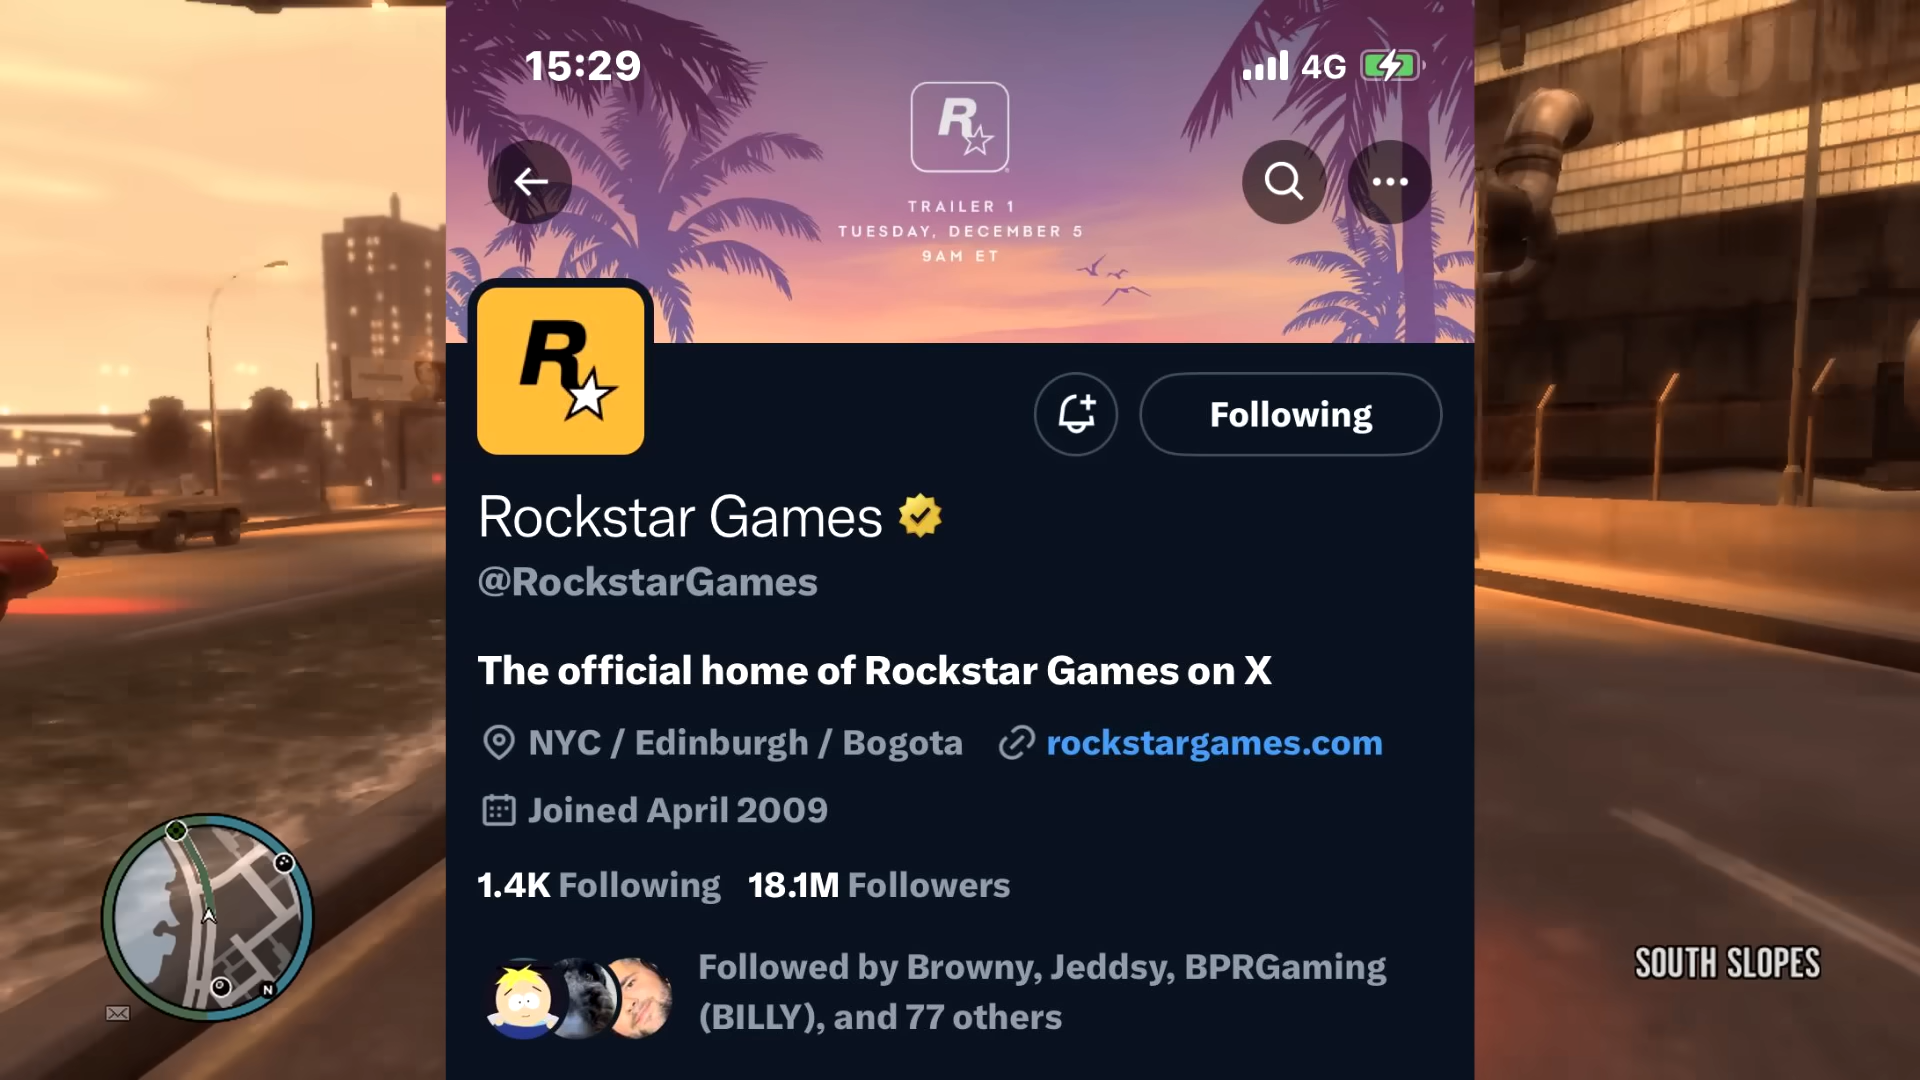 15:29
4G
R
TRAILER 1
TUESDAY, DECEMBER 5
9AM ET
R
Following
Rockstar Games
@RockstarGames
The official home of Rockstar Games on X
NYC / Edinburgh / Bogota rockstargames.com
Joined April 2009
1.4K Following 18.1M Followers
Followed by Browny, Jeddsy, BPRGaming
(BILLY), and 77 others
N
SOUTH SLOPES